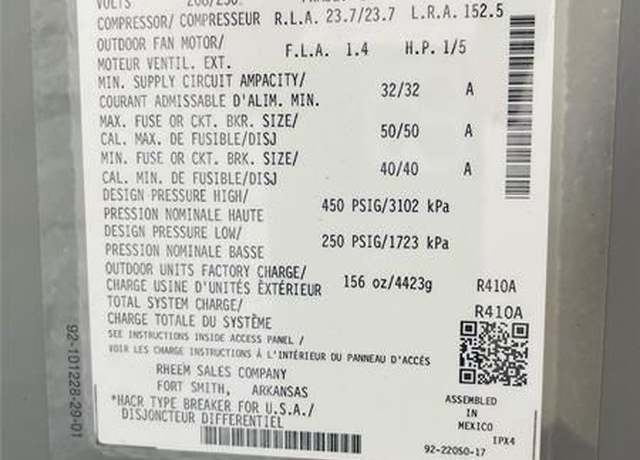 VOLTS 208/230
COMPRESSOR/ COMPRESSEUR R.L.A. 23.7/23.7 L.R.A. 152.5
OUTDOOR FAN MOTOR/
MOTEUR VENTIL. EXT. F.L.A. 1.4 H.P. 1/5
MIN. SUPPLY CIRCUIT AMPACITY/
COURANT ADMISSABLE D'ALIM. MIN. 32/32 A
MAX. FUSE OR CKT. BKR. SIZE/
CAL. MAX. DE FUSIBLE/DISJ 50/50 A
MIN. FUSE OR CKT. BRK. SIZE/
CAL. MIN. DE FUSIBLE/DISJ 40/40 A
DESIGN PRESSURE HIGH/
PRESSION NOMINALE HAUTE 450 PSIG/3102 kPa
DESIGN PRESSURE LOW/
PRESSION NOMINALE BASSE 250 PSIG/1723 kPa
OUTDOOR UNITS FACTORY CHARGE/
CHARGE USINE D'UNITÉS ÈXTÉRIEUR 156 oz/4423g R410A
TOTAL SYSTEM CHARGE/ R410A
CHARGE TOTALE DU SYSTÈME
SEE INSTRUCTIONS INSIDE ACCESS PANEL /
VOIR LES CHARGE INSTRUCTIONS À L'INTÉRIEUR DU PANNEAU D'ACCÈS
RHEEM SALES COMPANY
FORT SMITH, ARKANSAS
*HACR TYPE BREAKER FOR U.S.A./
DISJONCTEUR DIFFERENTIEL
ASSEMBLED
IN
MEXICO
IPX4
92-22050-17
92-101228-29-01